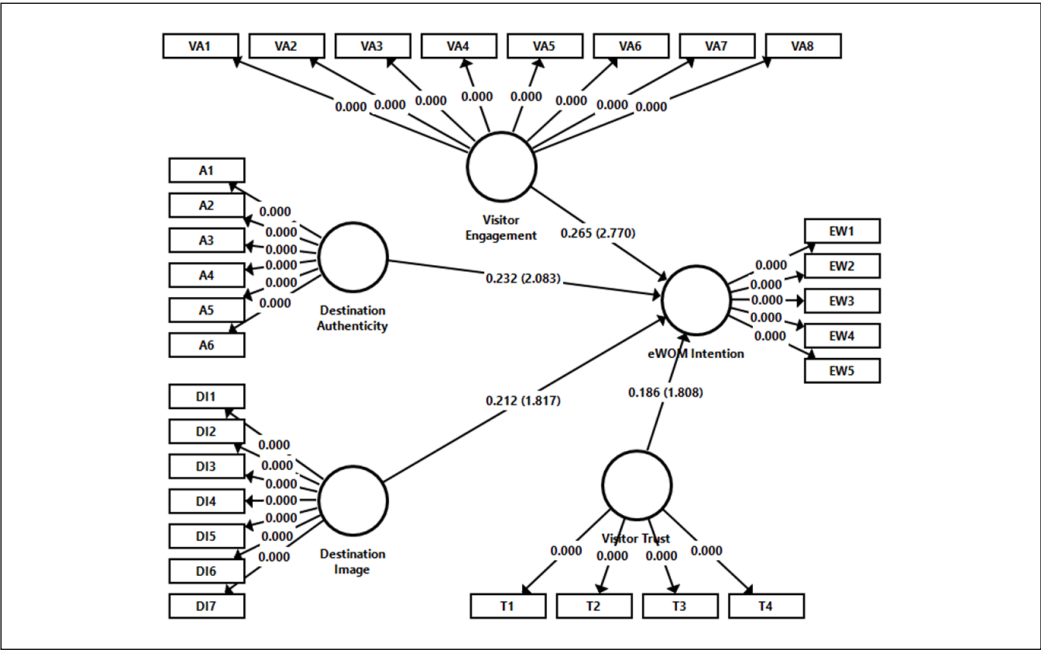 VA1 VA2 VA3 VA4 VA5 VA6 VA7 VA8
0.000 0.000 0.000 0.000 0.000 0.000 0.000 0.000
Visitor
Engagement
A1
A2
A3
A4
A5
A6
0.000
0.000
0.000
0.000
0.000
0.000
Destination
Authenticity
0.265 (2.770)
0.232 (2.083)
0.212 (1.817)
0.186 (1.808)
eWOM Intention
0.000
0.000
0.000
0.000
0.000
EW1
EW2
EW3
EW4
EW5
DI1
DI2
DI3
DI4
DI5
DI6
DI7
0.000
0.000
0.000
0.000
0.000
0.000
0.000
Destination
Image
Visitor Trust
0.000 0.000 0.000 0.000
T1 T2 T3 T4